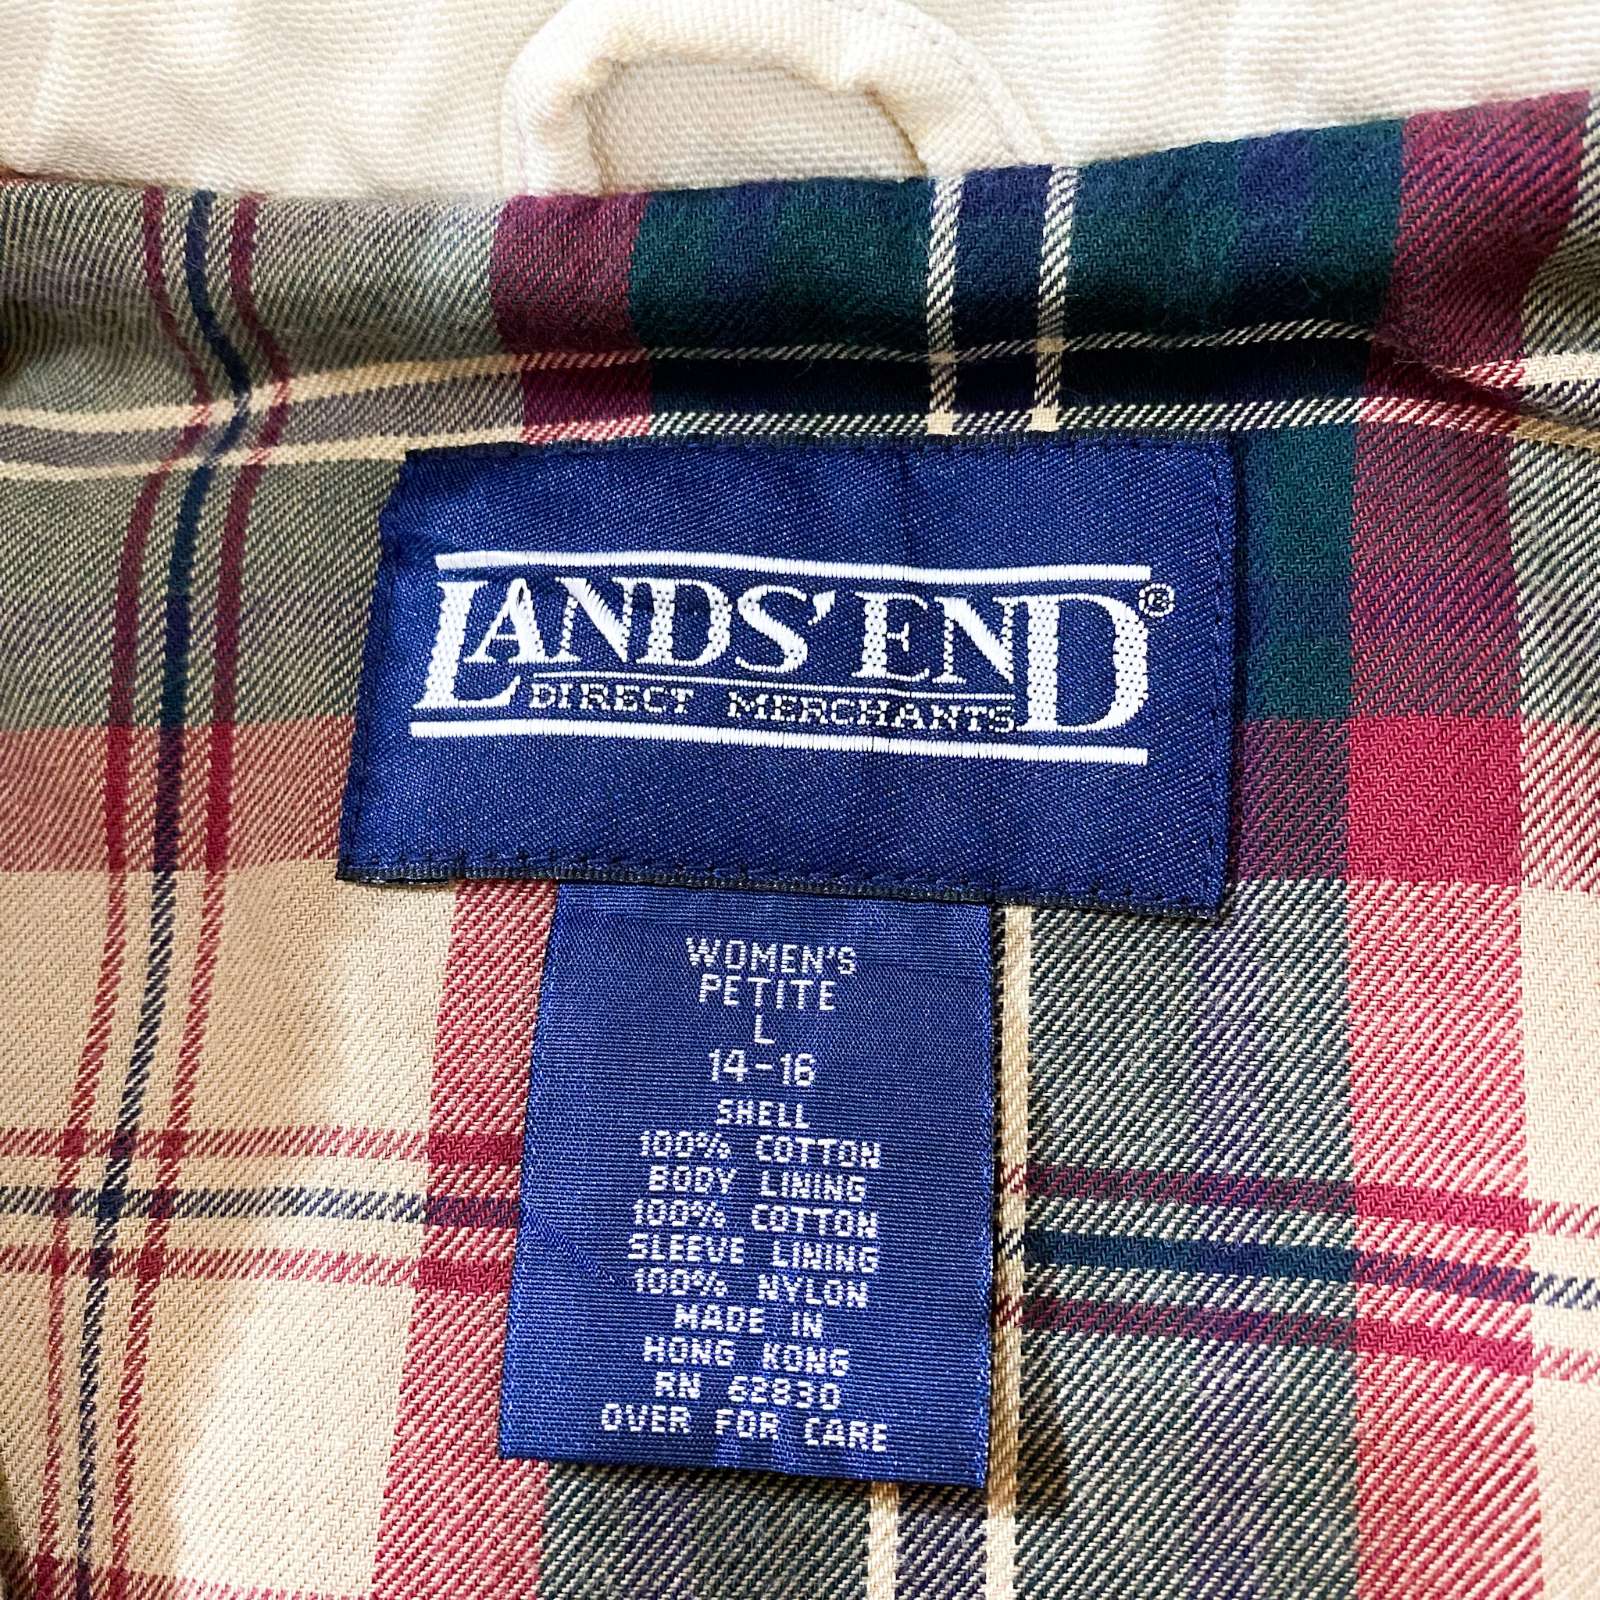 LANDS' END®
DIRECT MERCHANTS
WOMEN'S
PETITE
L
14-16
SHELL
100% COTTON
BODY LINING
100% COTTON
SLEEVE LINING
100% NYLON
MADE IN
HONG KONG
RN 62830
OVER FOR CARE